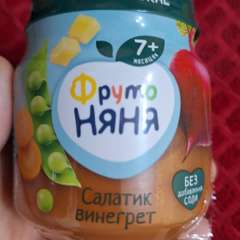 7+
месяцев
Фруто
НЯНЯ
БЕЗ
добавления
СОЛИ
Салатик
винегрет